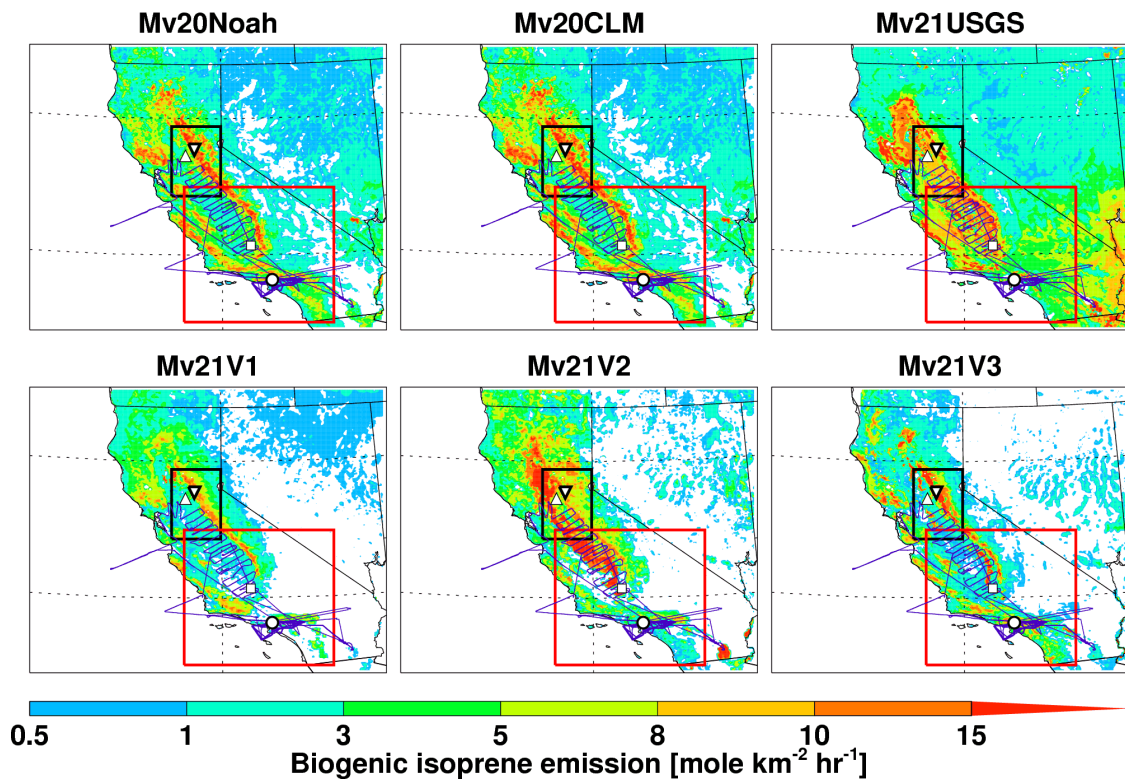 Mv20Noah Mv20CLM Mv21USGS
Mv21V1 Mv21V2 Mv21V3
0.5 1 3 5 8 10 15
Biogenic isoprene emission [mole km⁻² hr⁻¹]